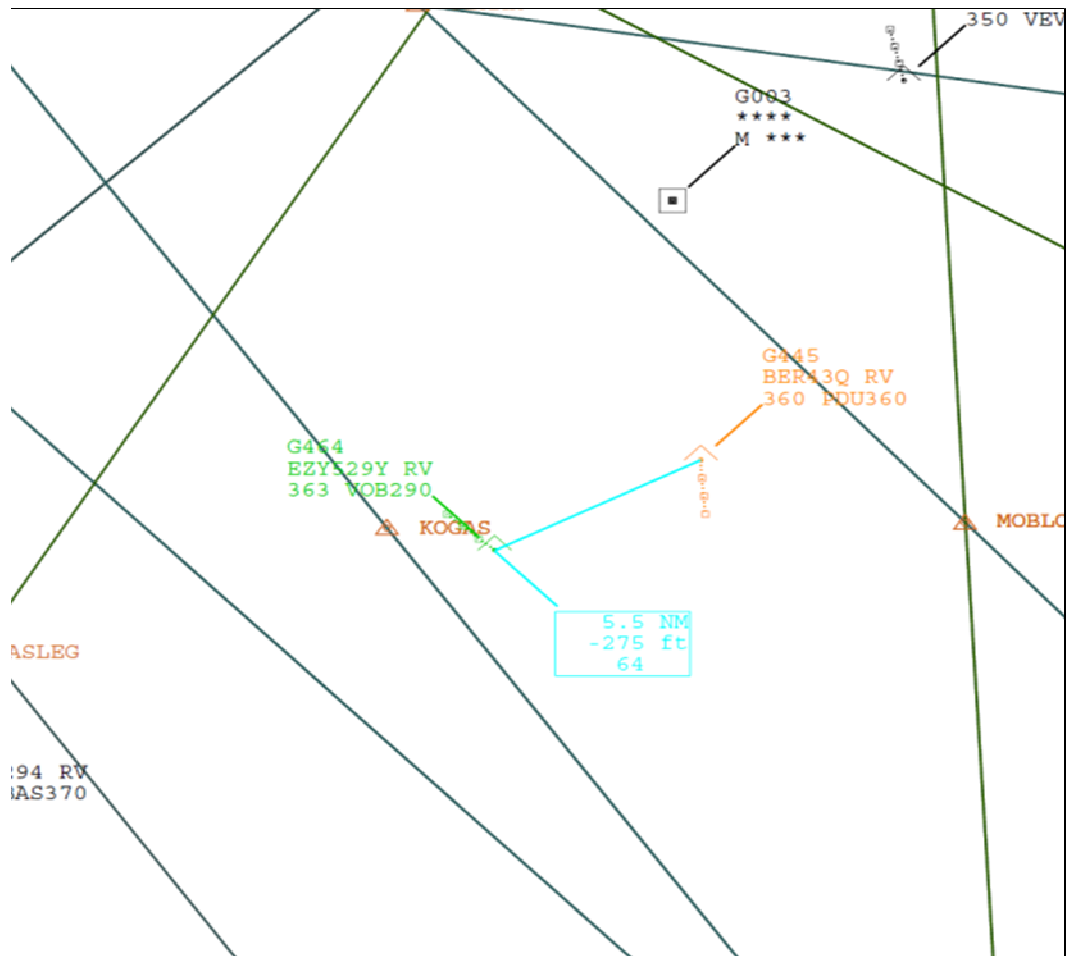 350 VEV
G003
****
M ***
G445
BER43Q RV
360 PDU360
G464
EZY529Y RV
363 VOB290
KOGAS
MOBLO
5.5 NM
-275 ft
64
ASLEG
94 RV
BAS370